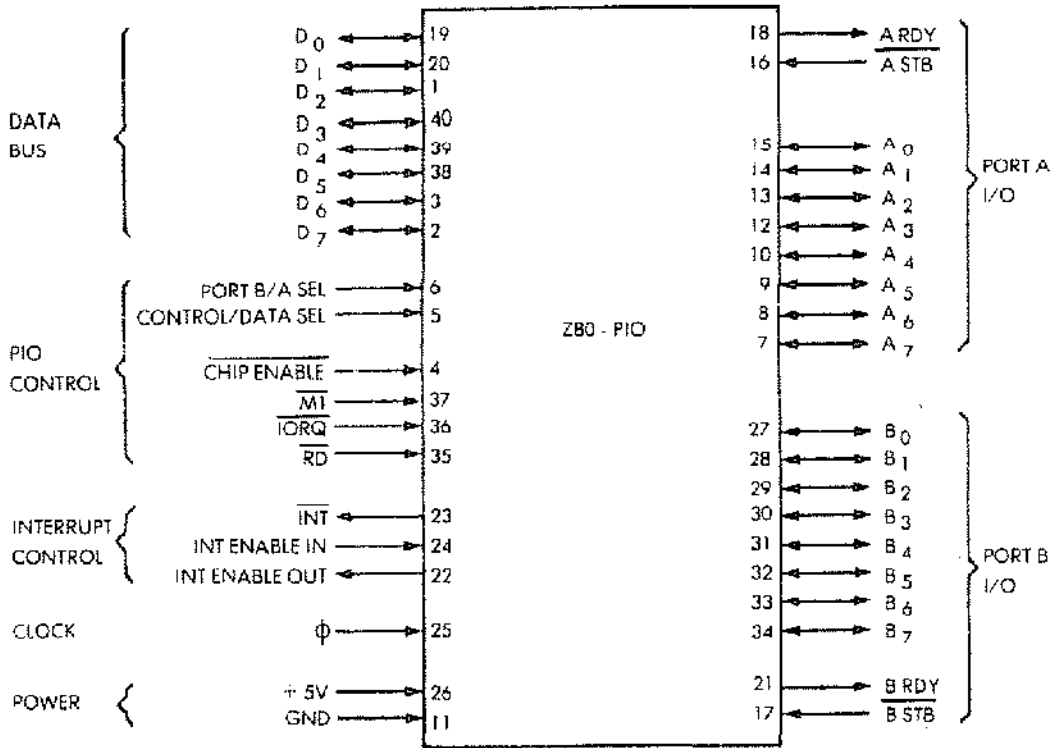 DATA
BUS
D0 19
D1 20
D2 1
D3 40
D4 39
D5 38
D6 3
D7 2
PIO
CONTROL
PORT B/A SEL 6
CONTROL/DATA SEL 5
CHIP ENABLE 4
M1 37
IORQ 36
RD 35
INTERRUPT
CONTROL
INT 23
INT ENABLE IN 24
INT ENABLE OUT 22
CLOCK
ϕ 25
POWER
+ 5V 26
GND 11
Z80 - PIO
18 A RDY
16 A STB
15 A0
14 A1
13 A2
12 A3
10 A4
9 A5
8 A6
7 A7
PORT A
I/O
27 B0
28 B1
29 B2
30 B3
31 B4
32 B5
33 B6
34 B7
21 B RDY
17 B STB
PORT B
I/O